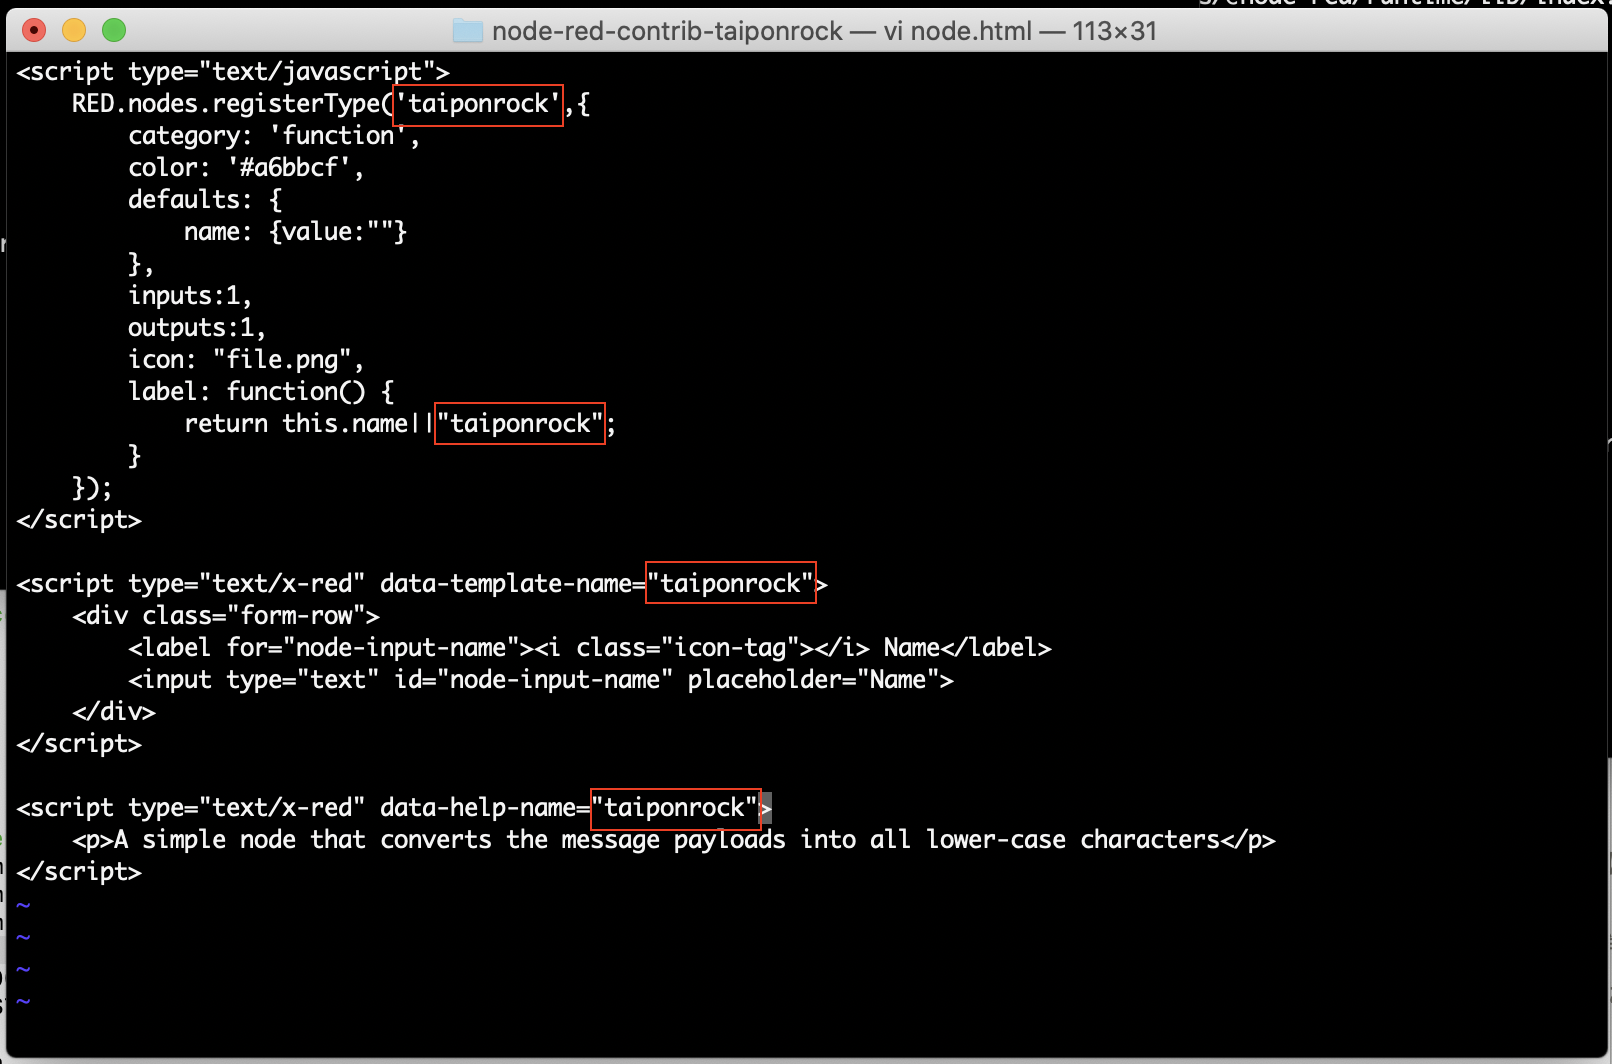 node-red-contrib-taiponrock — vi node.html — 113×31
<script type="text/javascript">
    RED.nodes.registerType('taiponrock',{
        category: 'function',
        color: '#a6bbcf',
        defaults: {
            name: {value:""}
        },
        inputs:1,
        outputs:1,
        icon: "file.png",
        label: function() {
            return this.name||"taiponrock";
        }
    });
</script>

<script type="text/x-red" data-template-name="taiponrock">
    <div class="form-row">
        <label for="node-input-name"><i class="icon-tag"></i> Name</label>
        <input type="text" id="node-input-name" placeholder="Name">
    </div>
</script>

<script type="text/x-red" data-help-name="taiponrock">
    <p>A simple node that converts the message payloads into all lower-case characters</p>
</script>
~
~
~
~